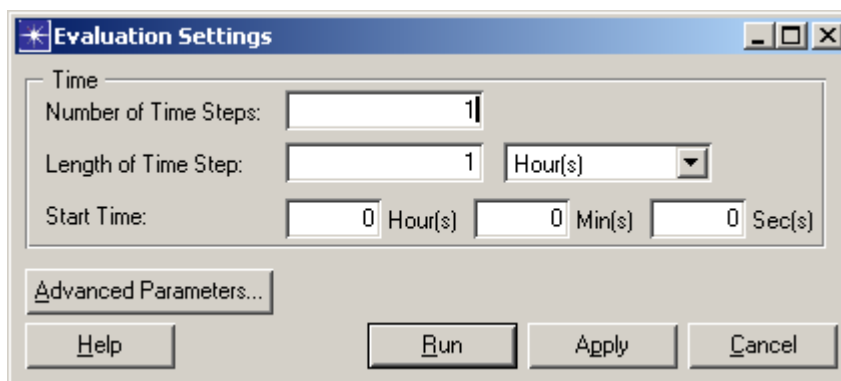 Evaluation Settings
Time
Number of Time Steps: 1
Length of Time Step: 1 Hour(s)
Start Time: 0 Hour(s) 0 Min(s) 0 Sec(s)
Advanced Parameters...
Help Run Apply Cancel